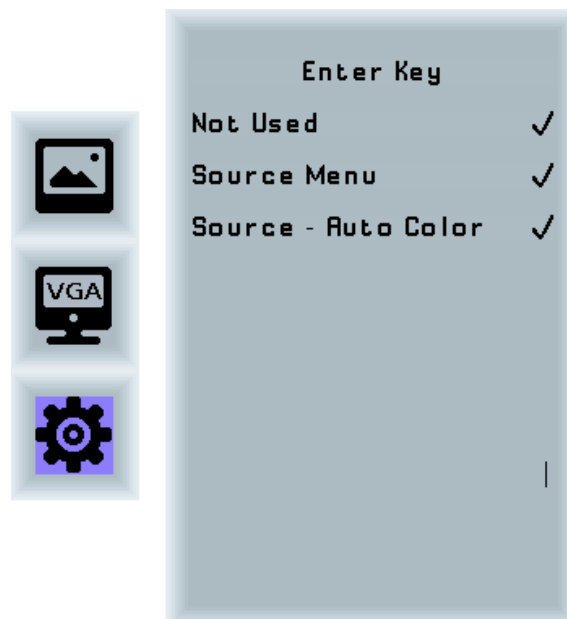 Enter Key
Not Used ✓
Source Menu ✓
Source - Auto Color ✓
VGA